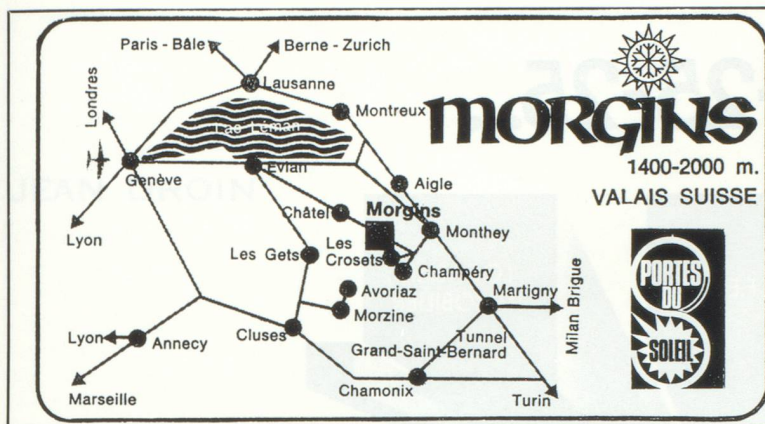 Paris - Bâle
Berne - Zurich
Londres
Lausanne
Montreux
Lac Léman
Genève
Evian
Aigle
Châtel
Morgins
Monthey
Lyon
Les Gets
Les
Crosets
Champéry
Avoriaz
Morzine
Martigny
Milan Brigue
Lyon
Annecy
Cluses
Tunnel
Grand-Saint-Bernard
Marseille
Chamonix
Turin
MORGINS
1400-2000 m.
VALAIS SUISSE
PORTES
DU
SOLEIL